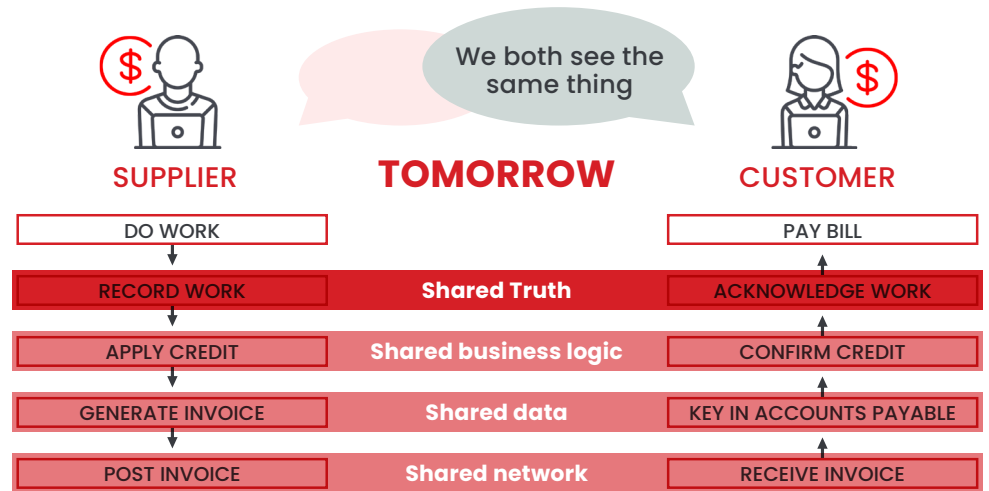 $
We both see the
same thing
$
SUPPLIER
TOMORROW
CUSTOMER
DO WORK
PAY BILL
RECORD WORK
Shared Truth
ACKNOWLEDGE WORK
APPLY CREDIT
Shared business logic
CONFIRM CREDIT
GENERATE INVOICE
Shared data
KEY IN ACCOUNTS PAYABLE
POST INVOICE
Shared network
RECEIVE INVOICE